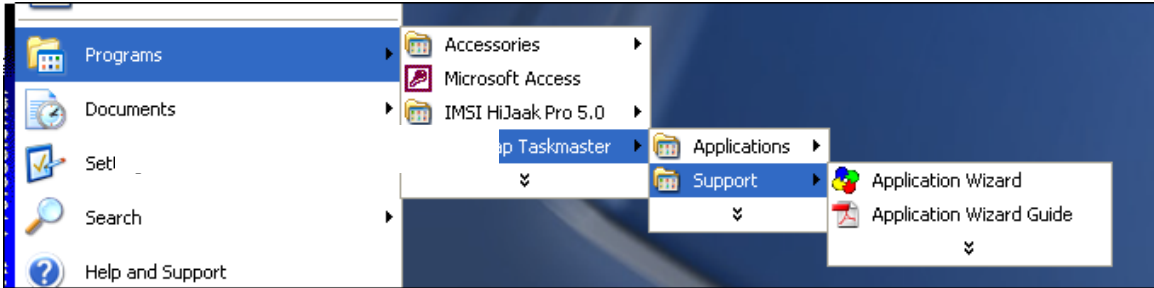 Programs
Documents
Search
Help and Support
Accessories
Microsoft Access
IMSI HiJaak Pro 5.0
Taskmaster
Applications
Support
Application Wizard
Application Wizard Guide